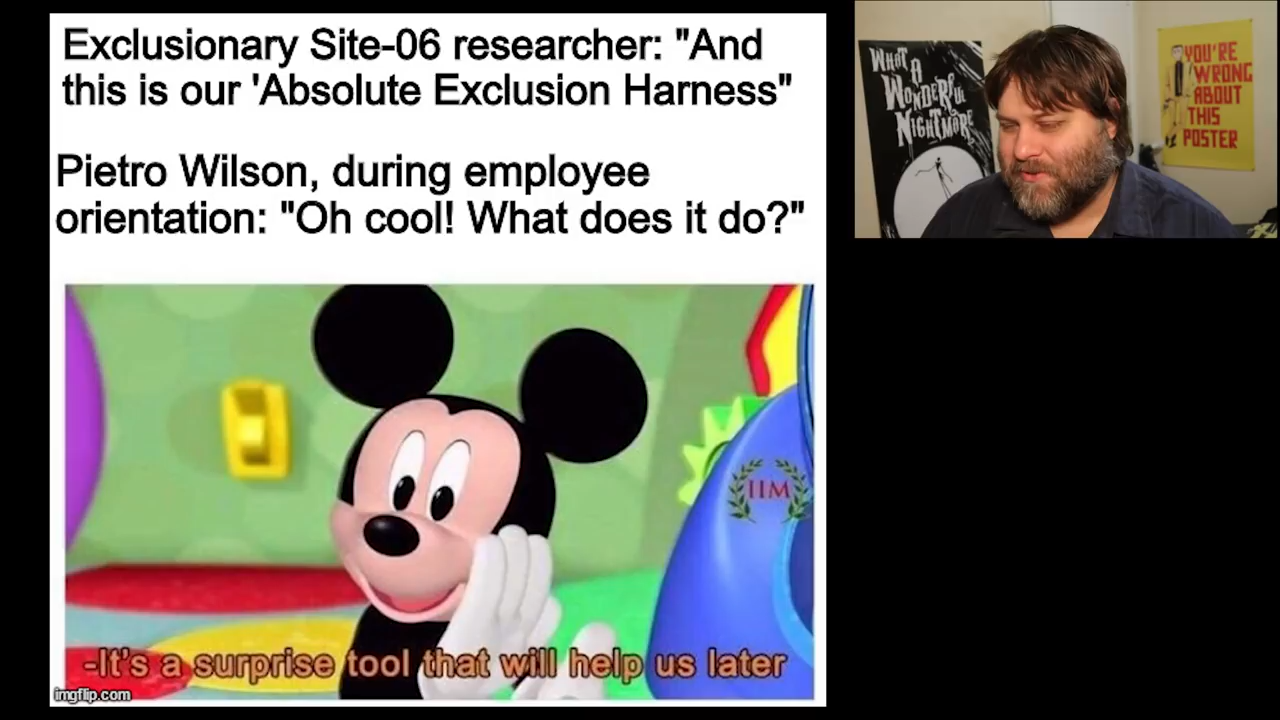 Exclusionary Site-06 researcher: "And
this is our 'Absolute Exclusion Harness"
Pietro Wilson, during employee
orientation: "Oh cool! What does it do?"
IIM
-It's a surprise tool that will help us later
imgflip.com
WHAT
A
WONDERFUL
NIGHTMARE
YOU'RE
WRONG
ABOUT
THIS
POSTER